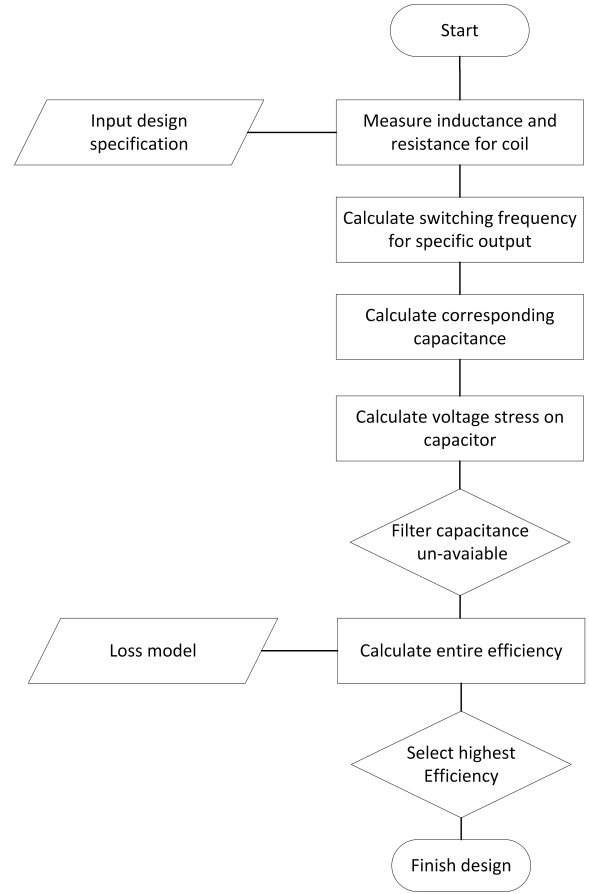 Start
Input design
specification
Measure inductance and
resistance for coil
Calculate switching frequency
for specific output
Calculate corresponding
capacitance
Calculate voltage stress on
capacitor
Filter capacitance
un-avaiable
Loss model
Calculate entire efficiency
Select highest
Efficiency
Finish design